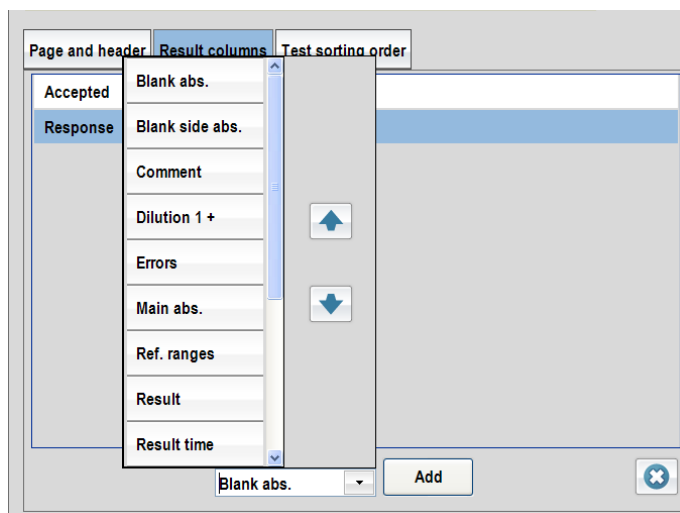 Page and header Result columns Test sorting order
Accepted
Response
Blank abs.
Blank side abs.
Comment
Dilution 1 +
Errors
Main abs.
Ref. ranges
Result
Result time
Blank abs.
Add